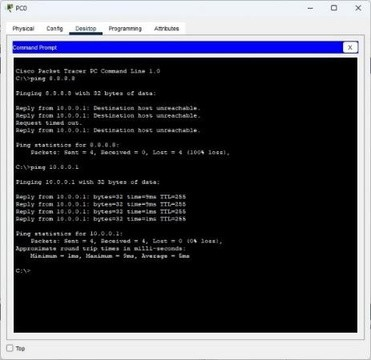 PC0
Physical Config Desktop Programming Attributes
Command Prompt
X
Cisco Packet Tracer PC Command Line 1.0
C:\>ping 8.8.8.8
Pinging 8.8.8.8 with 32 bytes of data:
Reply from 10.0.0.1: Destination host unreachable.
Reply from 10.0.0.1: Destination host unreachable.
Request timed out.
Reply from 10.0.0.1: Destination host unreachable.
Ping statistics for 8.8.8.8:
Packets: Sent = 4, Received = 0, Lost = 4 (100% loss),
C:\>ping 10.0.0.1
Pinging 10.0.0.1 with 32 bytes of data:
Reply from 10.0.0.1: bytes=32 TTL=255
Reply from 10.0.0.1: bytes=32 TTL=255
Reply from 10.0.0.1: bytes=32 TTL=255
Reply from 10.0.0.1: bytes=32 TTL=255
Ping statistics for 10.0.0.1:
Packets: Sent = 4, Received = 4, Lost = 0 (0% loss),
Approximate round trip times in milli-seconds:
Minimum = 1ms, Maximum = 9ms, Average = 5ms
C:\>
Top